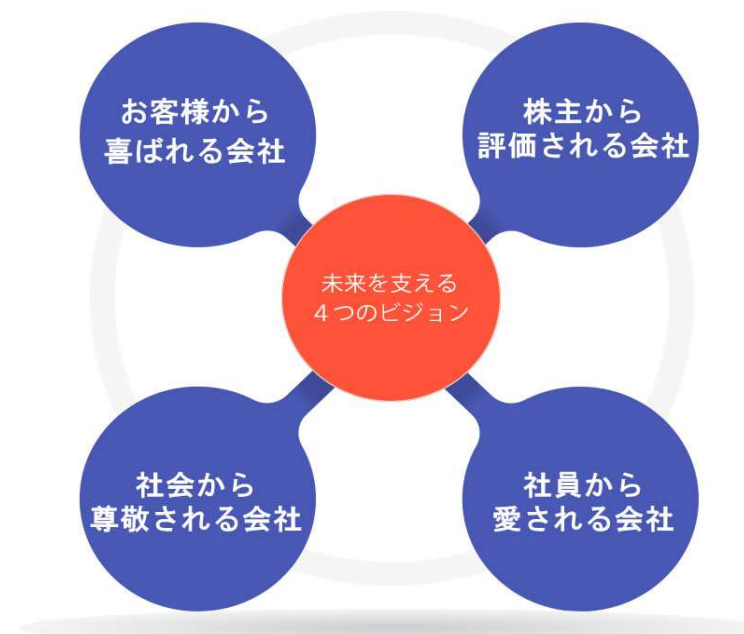 お客様から
喜ばれる会社
株主から
評価される会社
未来を支える
４つのビジョン
社会から
尊敬される会社
社員から
愛される会社